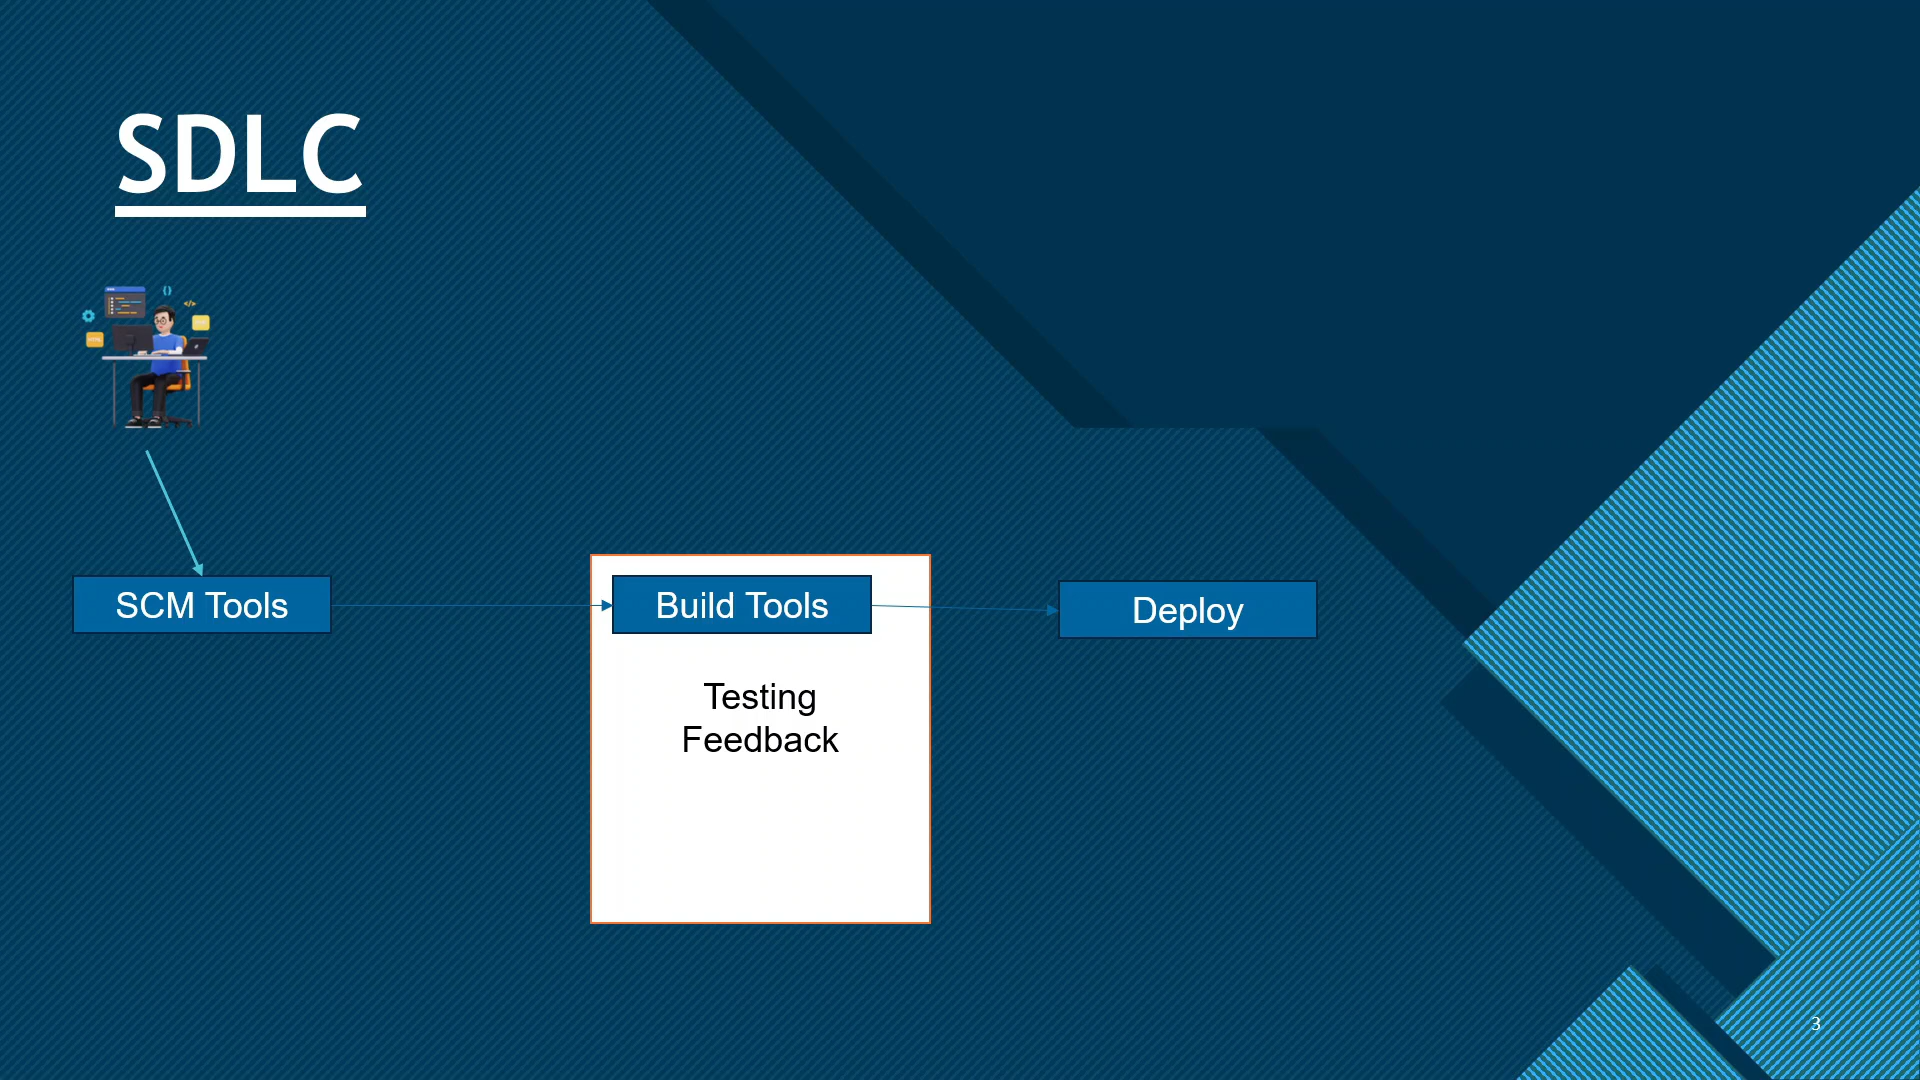 SDLC
SCM Tools
Build Tools
Deploy
Testing
Feedback
3